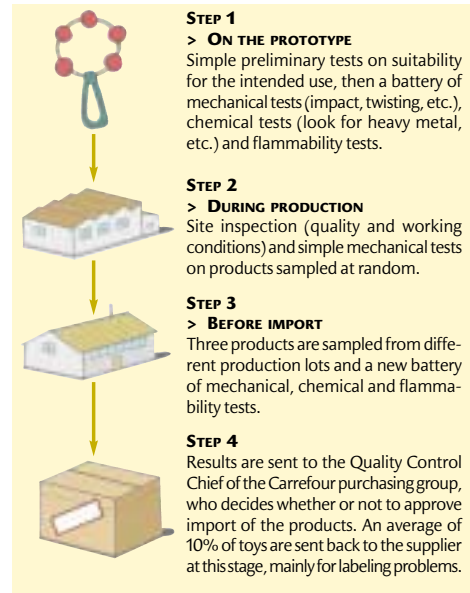 STEP 1
> ON THE PROTOTYPE
Simple preliminary tests on suitability
for the intended use, then a battery of
mechanical tests (impact, twisting, etc.),
chemical tests (look for heavy metal,
etc.) and flammability tests.
STEP 2
> DURING PRODUCTION
Site inspection (quality and working
conditions) and simple mechanical tests
on products sampled at random.
STEP 3
> BEFORE IMPORT
Three products are sampled from diffe-
rent production lots and a new battery
of mechanical, chemical and flamma-
bility tests.
STEP 4
Results are sent to the Quality Control
Chief of the Carrefour purchasing group,
who decides whether or not to approve
import of the products. An average of
10% of toys are sent back to the supplier
at this stage, mainly for labeling problems.